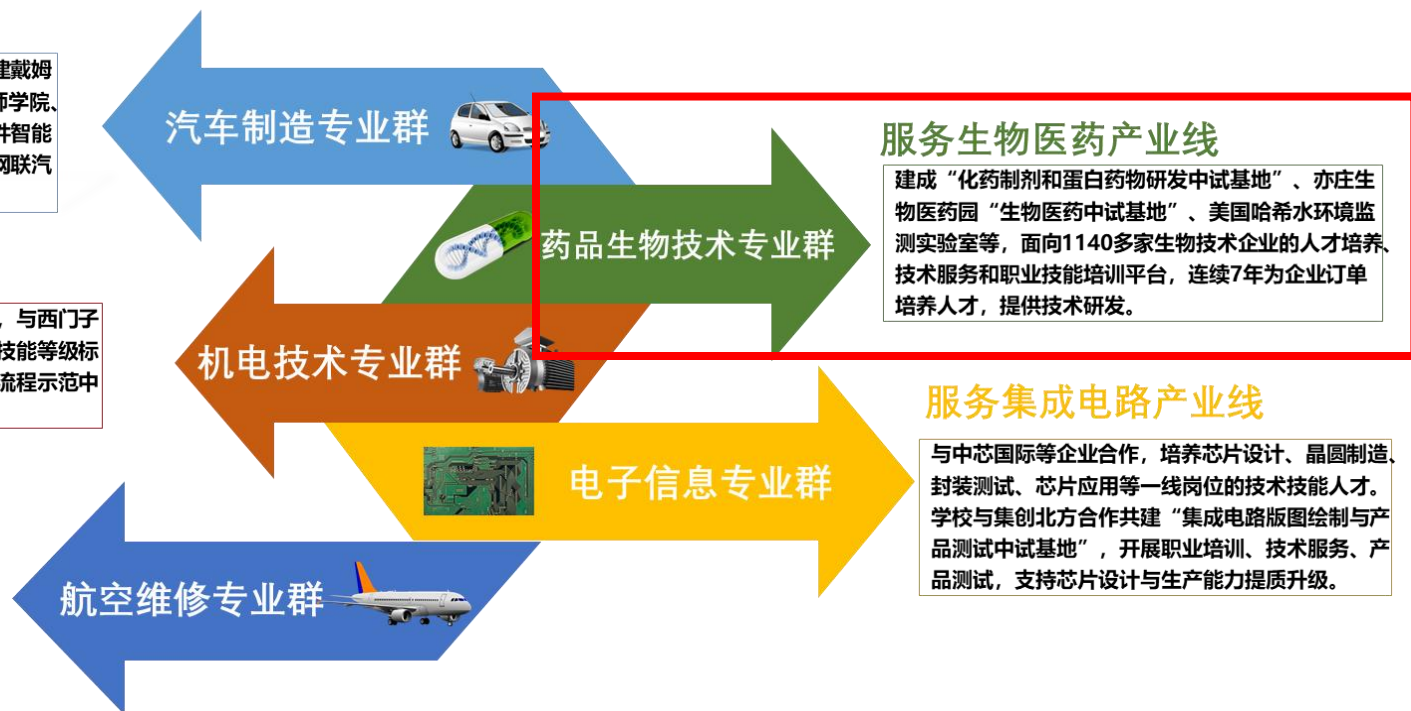 建戴姆
师学院、
件智能
网联汽
汽车制造专业群
服务生物医药产业线
建成“化药制剂和蛋白药物研发中试基地”、亦庄生
物医药园“生物医药中试基地”、美国哈希水环境监
测实验室等，面向1140多家生物技术企业的人才培养、
技术服务和职业技能培训平台，连续7年为企业订单
培养人才，提供技术研发。
药品生物技术专业群
，与西门子
技能等级标
流程示范中
机电技术专业群
服务集成电路产业线
与中芯国际等企业合作，培养芯片设计、晶圆制造、
封装测试、芯片应用等一线岗位的技术技能人才。
学校与集创北方合作共建“集成电路版图绘制与产
品测试中试基地”，开展职业培训、技术服务、产
品测试，支持芯片设计与生产能力提质升级。
电子信息专业群
航空维修专业群